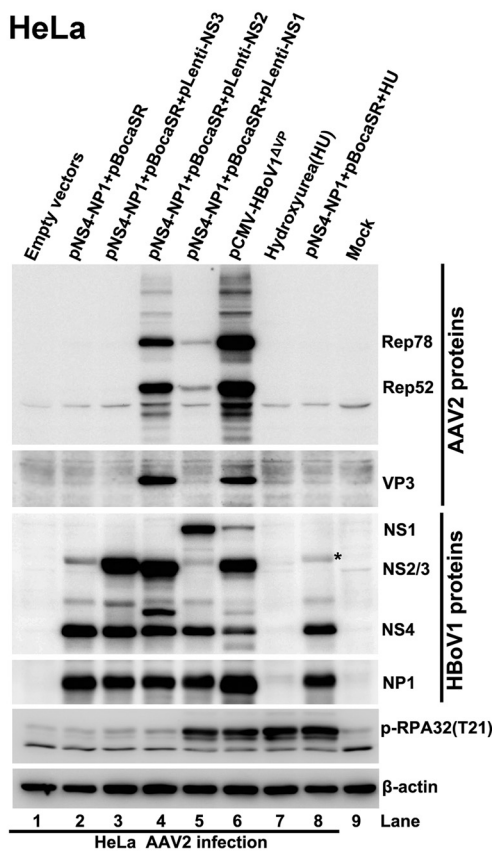 HeLa
Empty vectors
pNS4-NP1+pBocaSR
pNS4-NP1+pBocaSR+pLenti-NS3
pNS4-NP1+pBocaSR+pLenti-NS2
pNS4-NP1+pBocaSR+pLenti-NS1
pCMV-HBoV1ΔVP
Hydroxyurea(HU)
pNS4-NP1+pBocaSR+HU
Mock
Rep78
Rep52
AAV2 proteins
VP3
NS1
*
NS2/3
NS4
HBoV1 proteins
NP1
p-RPA32(T21)
β-actin
1 2 3 4 5 6 7 8 9 Lane
HeLa AAV2 infection